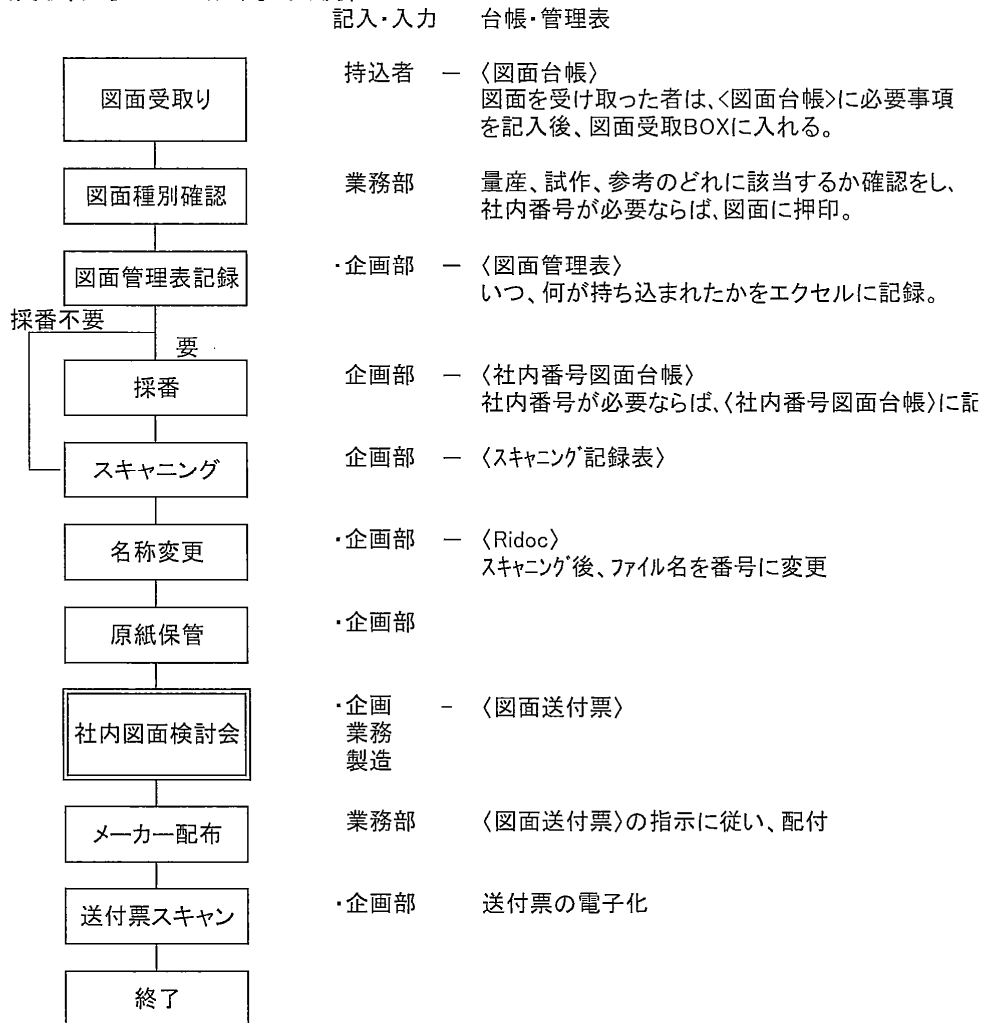 記入・入力 台帳・管理表
図面受取り
持込者 － 〈図面台帳〉
図面を受け取った者は、<図面台帳>に必要事項
を記入後、図面受取BOXに入れる。
図面種別確認
業務部 量産、試作、参考のどれに該当するか確認をし、
社内番号が必要ならば、図面に押印。
図面管理表記録
・企画部 － 〈図面管理表〉
いつ、何が持ち込まれたかをエクセルに記録。
採番不要
要
採番
企画部 － 〈社内番号図面台帳〉
社内番号が必要ならば、〈社内番号図面台帳〉に記
スキャニング
企画部 － 〈ｽｷｬﾆﾝｸﾞ記録表〉
名称変更
・企画部 － 〈Ridoc〉
ｽｷｬﾆﾝｸﾞ後、ﾌｧｲﾙ名を番号に変更
原紙保管
・企画部
社内図面検討会
・企画 － 〈図面送付票〉
業務
製造
メーカー配布
業務部 〈図面送付票〉の指示に従い、配付
送付票スキャン
・企画部 送付票の電子化
終了